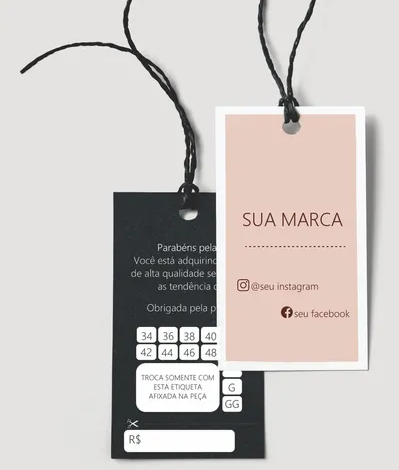 SUA MARCA
@seu instagram
seu facebook
Parabéns pela
Você está adquirindo
de alta qualidade se
as tendência
Obrigada pela
34 36 38 40
42 44 46 48
TROCA SOMENTE COM
ESTA ETIQUETA
AFIXADA NA PEÇA
G
GG
R$